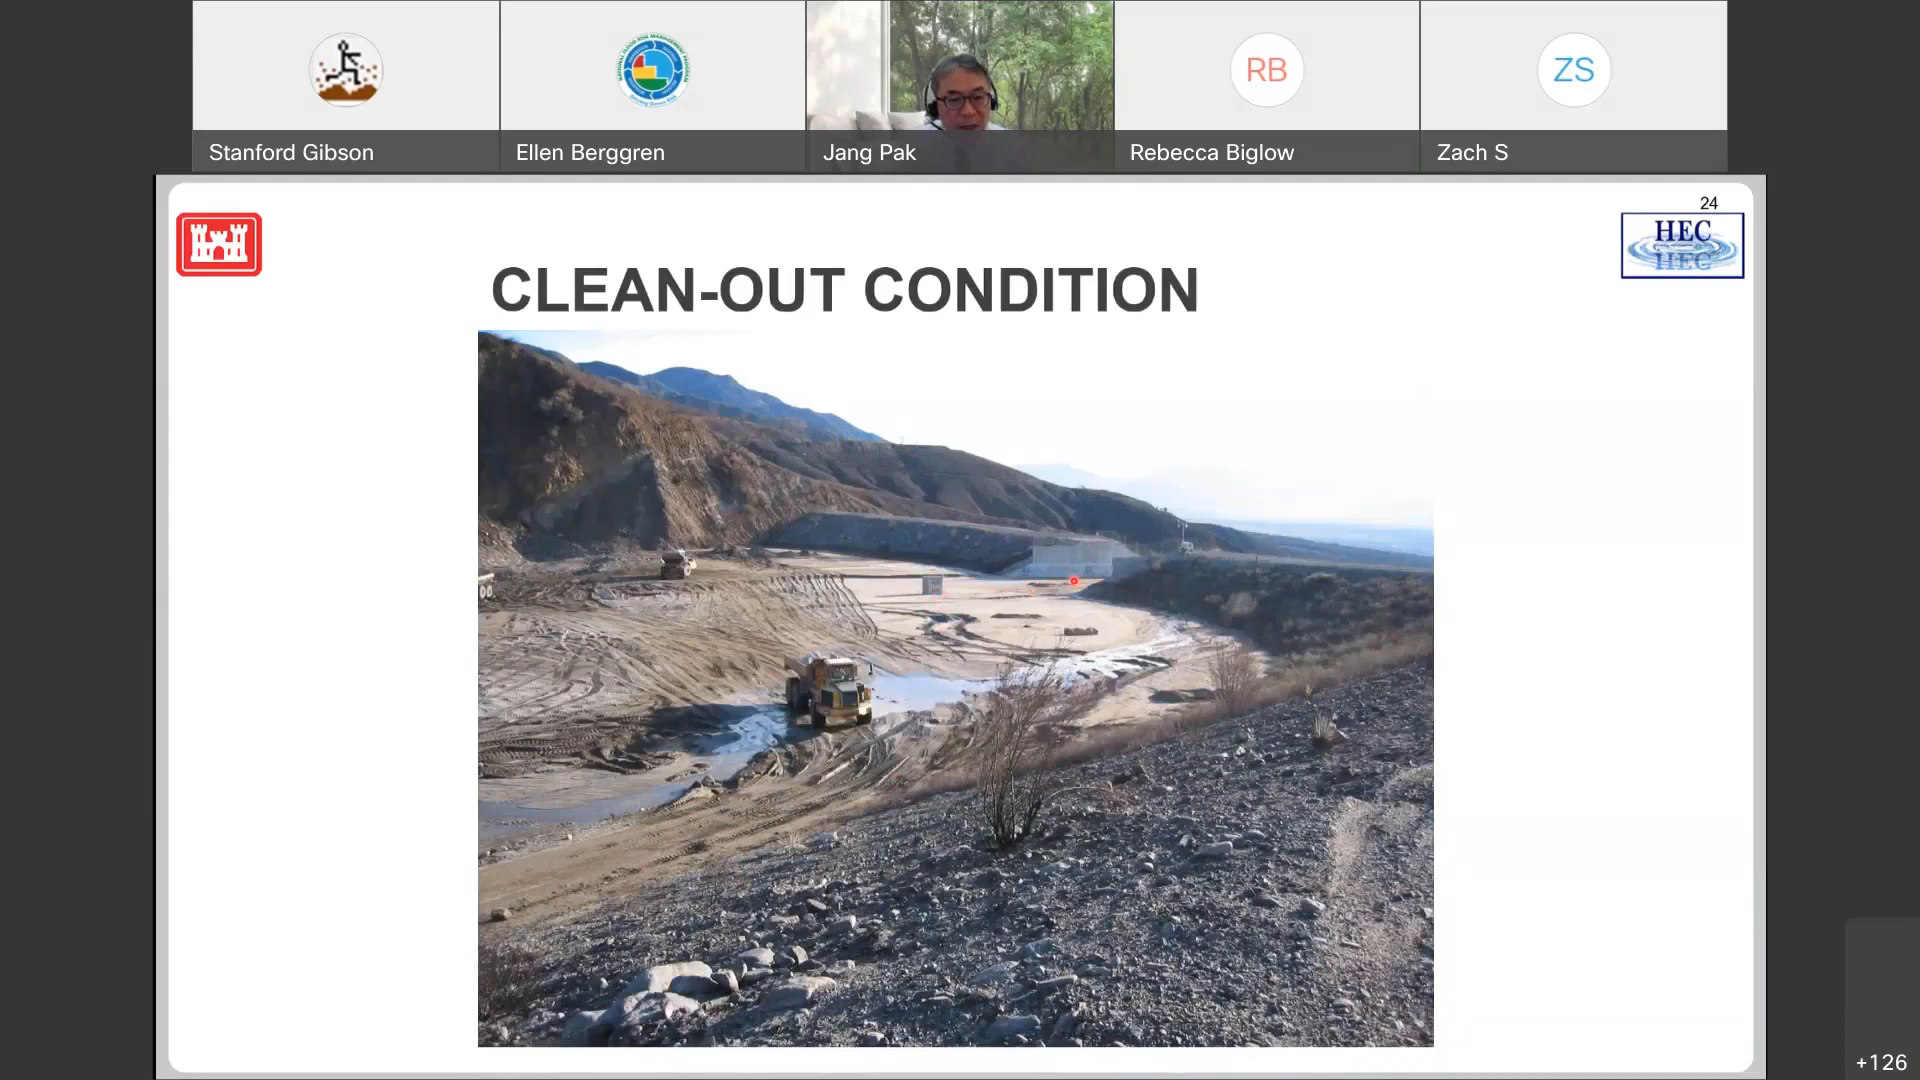 RB
ZS
Stanford Gibson
Ellen Berggren
Jang Pak
Rebecca Biglow
Zach S
24
HEC
CLEAN-OUT CONDITION
+126